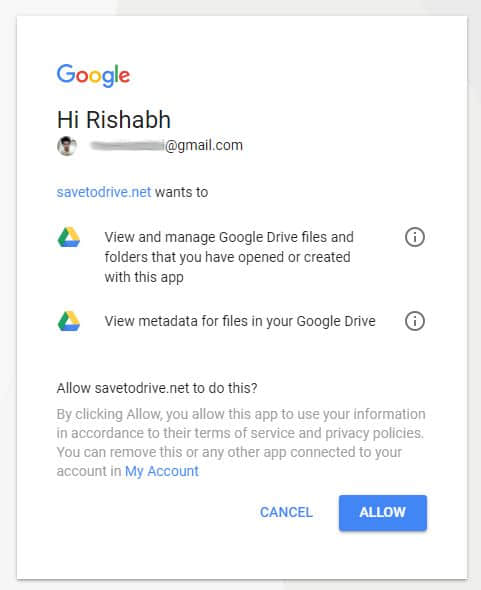 Google
Hi Rishabh
@gmail.com
savetodrive.net wants to
View and manage Google Drive files and
folders that you have opened or created
with this app
View metadata for files in your Google Drive
Allow savetodrive.net to do this?
By clicking Allow, you allow this app to use your information
in accordance to their terms of service and privacy policies.
You can remove this or any other app connected to your
account in My Account
CANCEL ALLOW